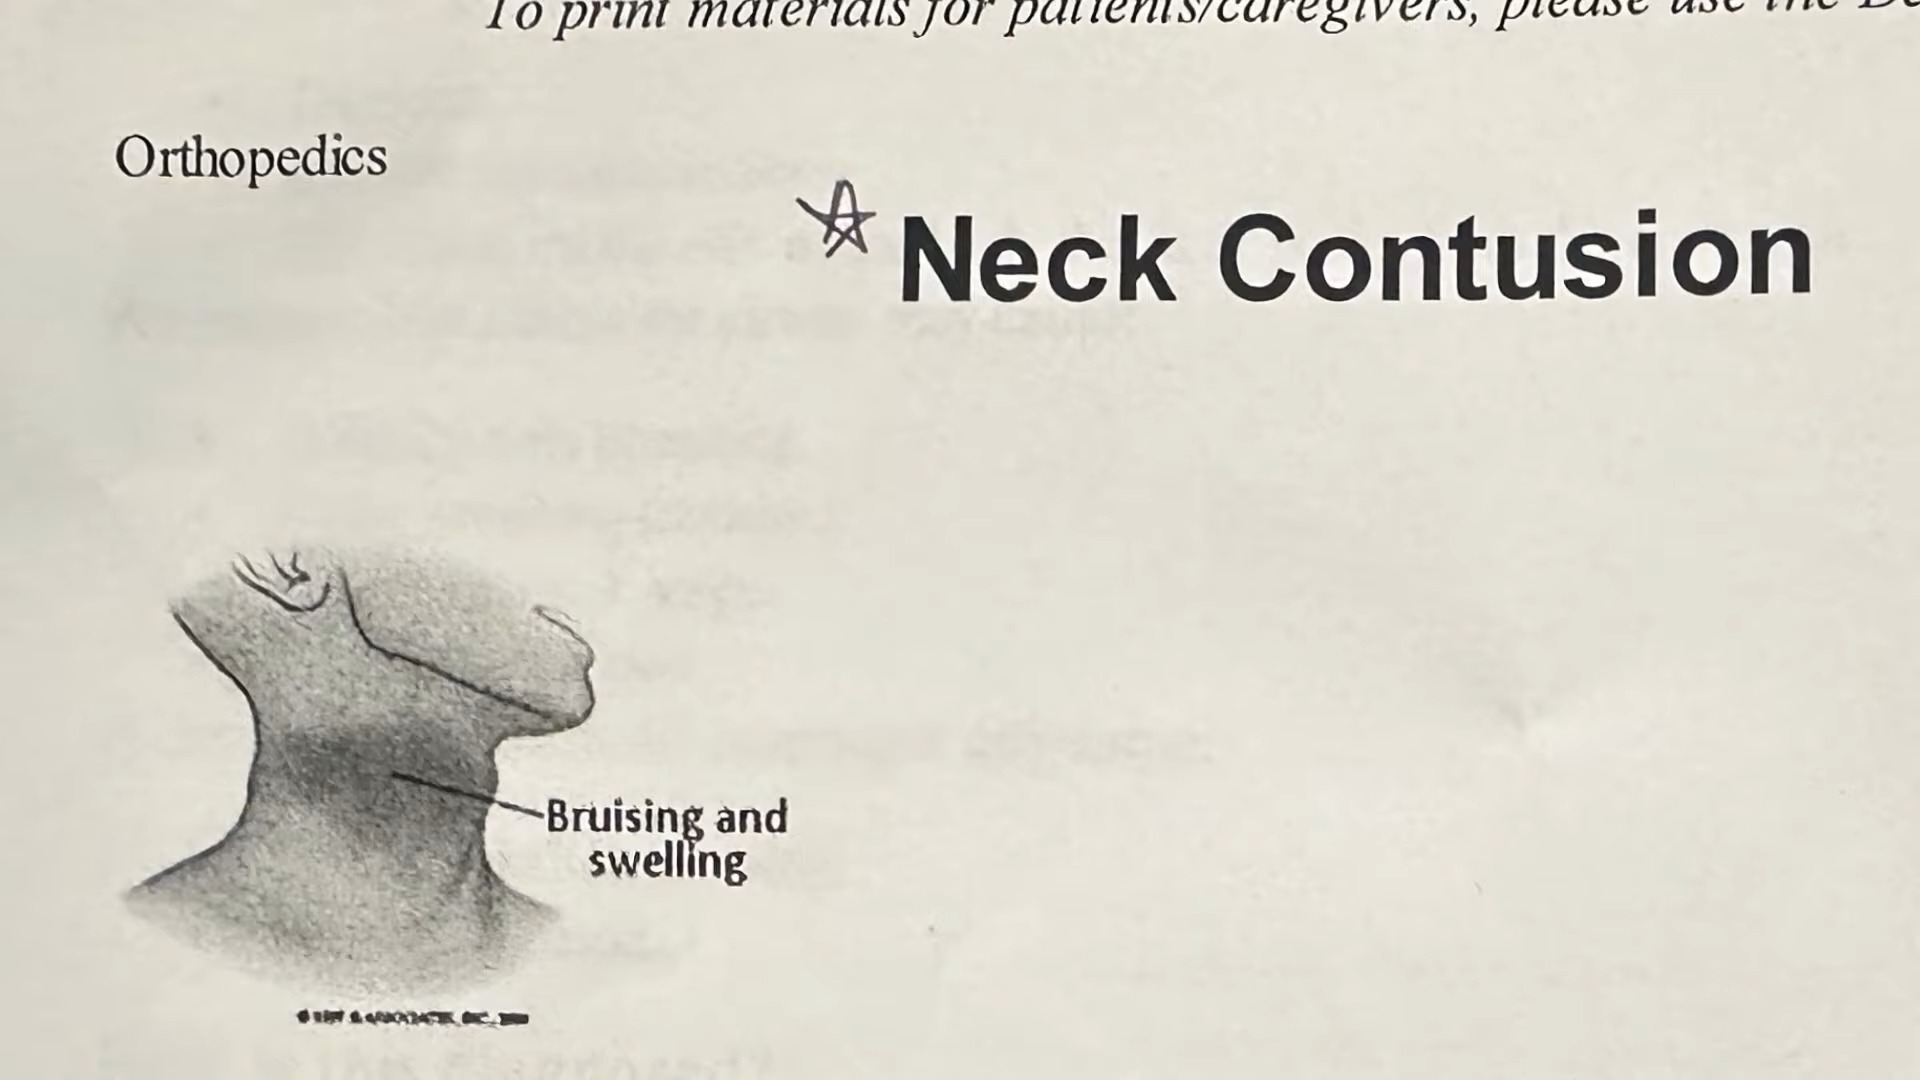 To print materials for patients/caregivers, please use the
Orthopedics
Neck Contusion
Bruising and
swelling